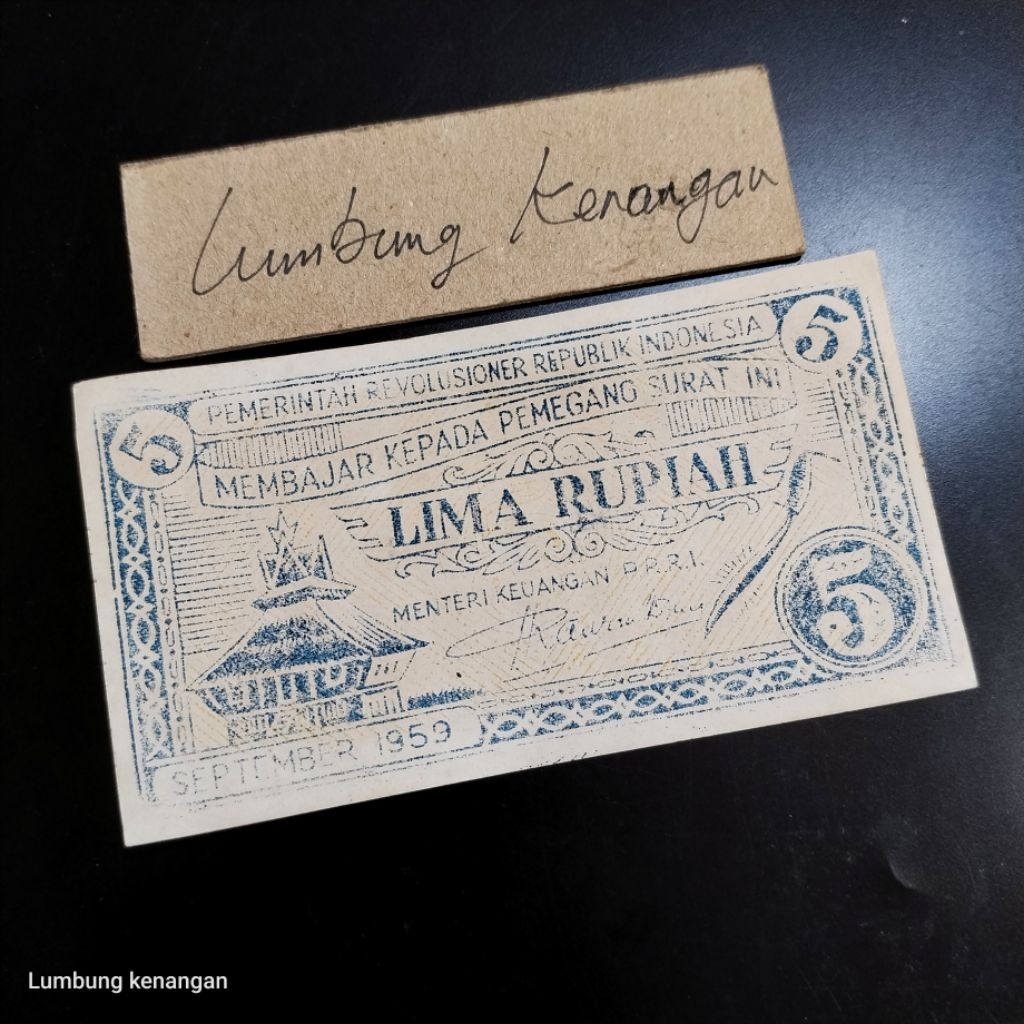 Lumbung Kenangan
5
PEMERINTAH REVOLUSIONER REPUBLIK INDONESIA
5
MEMBAJAR KEPADA PEMEGANG SURAT INI
LIMA RUPIAH
MENTERI KEUANGAN P.R.R.I.
5
SEPTEMBER 1959
Lumbung kenangan